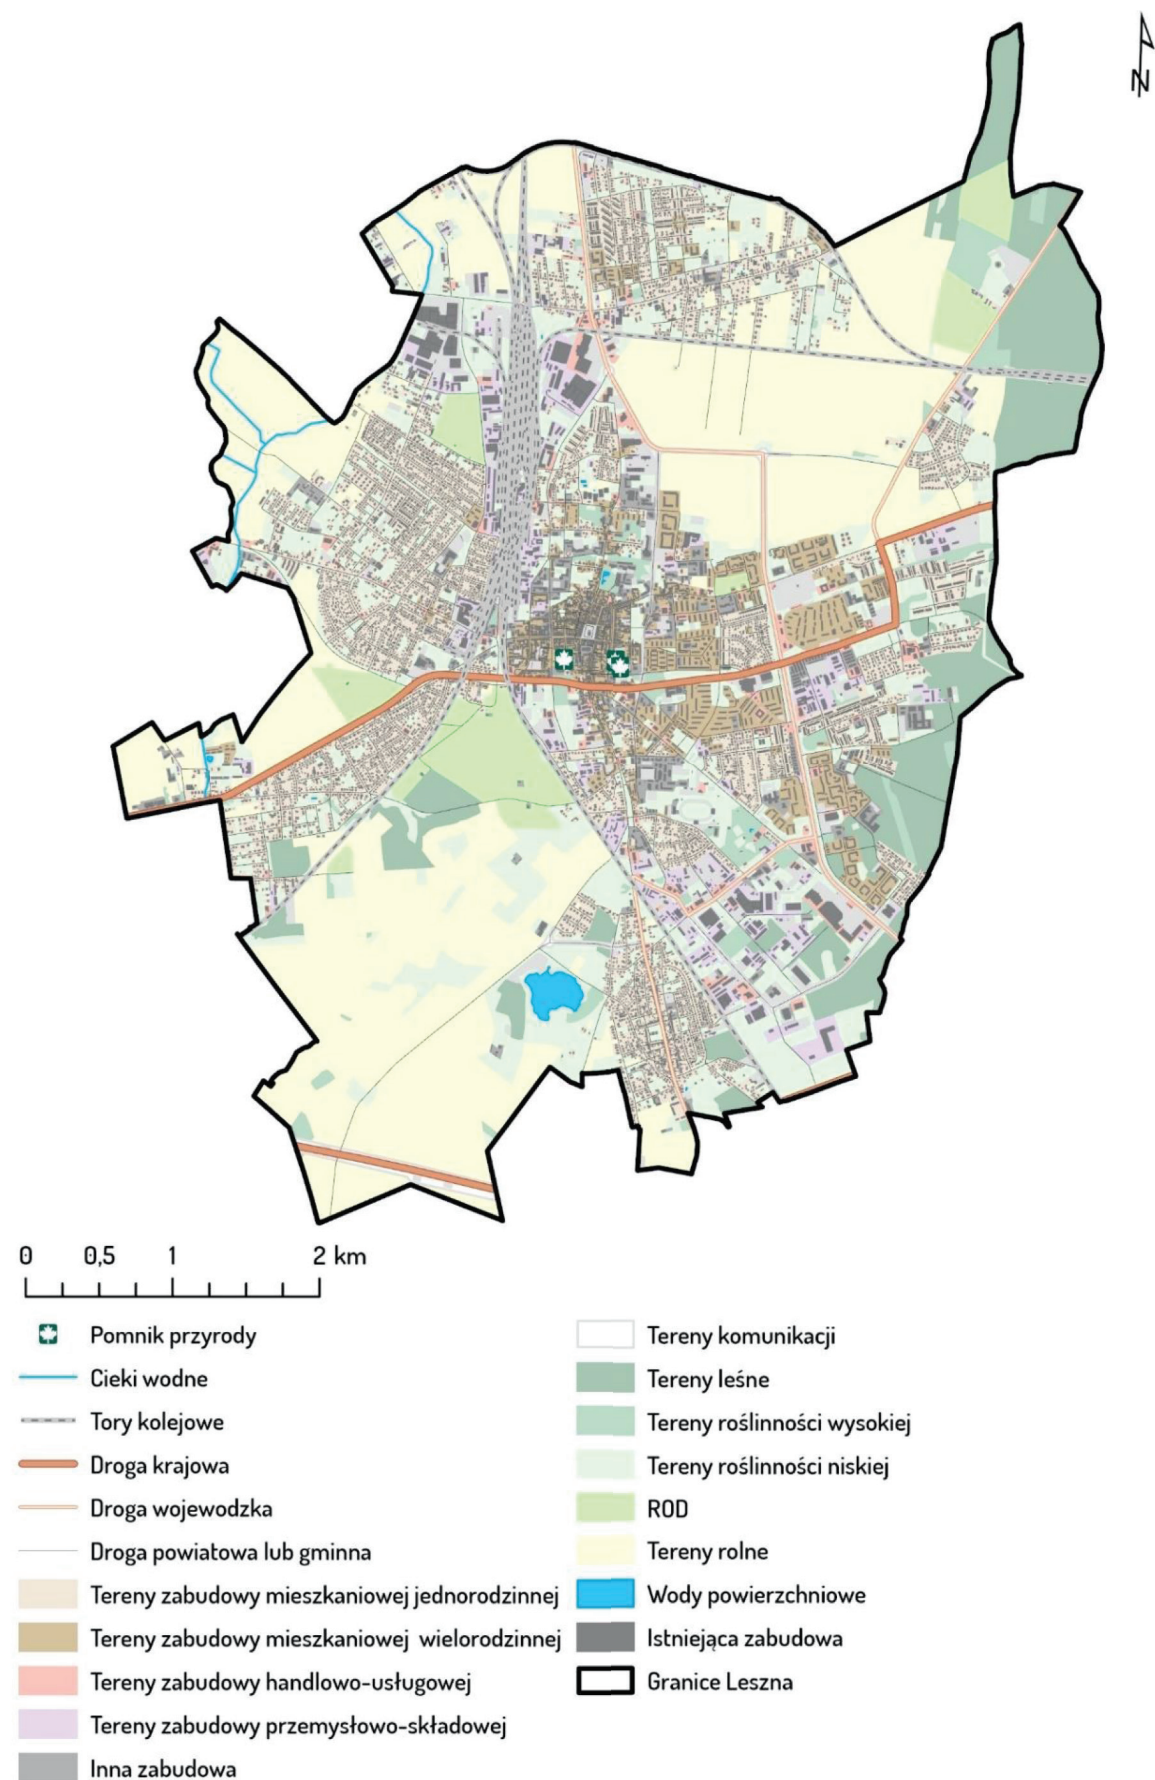 N
0 0,5 1 2 km
Pomnik przyrody
Cieki wodne
Tory kolejowe
Droga krajowa
Droga wojewodzka
Droga powiatowa lub gminna
Tereny zabudowy mieszkaniowej jednorodzinnej
Tereny zabudowy mieszkaniowej wielorodzinnej
Tereny zabudowy handlowo-usługowej
Tereny zabudowy przemysłowo-składowej
Inna zabudowa
Tereny komunikacji
Tereny leśne
Tereny roślinności wysokiej
Tereny roślinności niskiej
ROD
Tereny rolne
Wody powierzchniowe
Istniejąca zabudowa
Granice Leszna